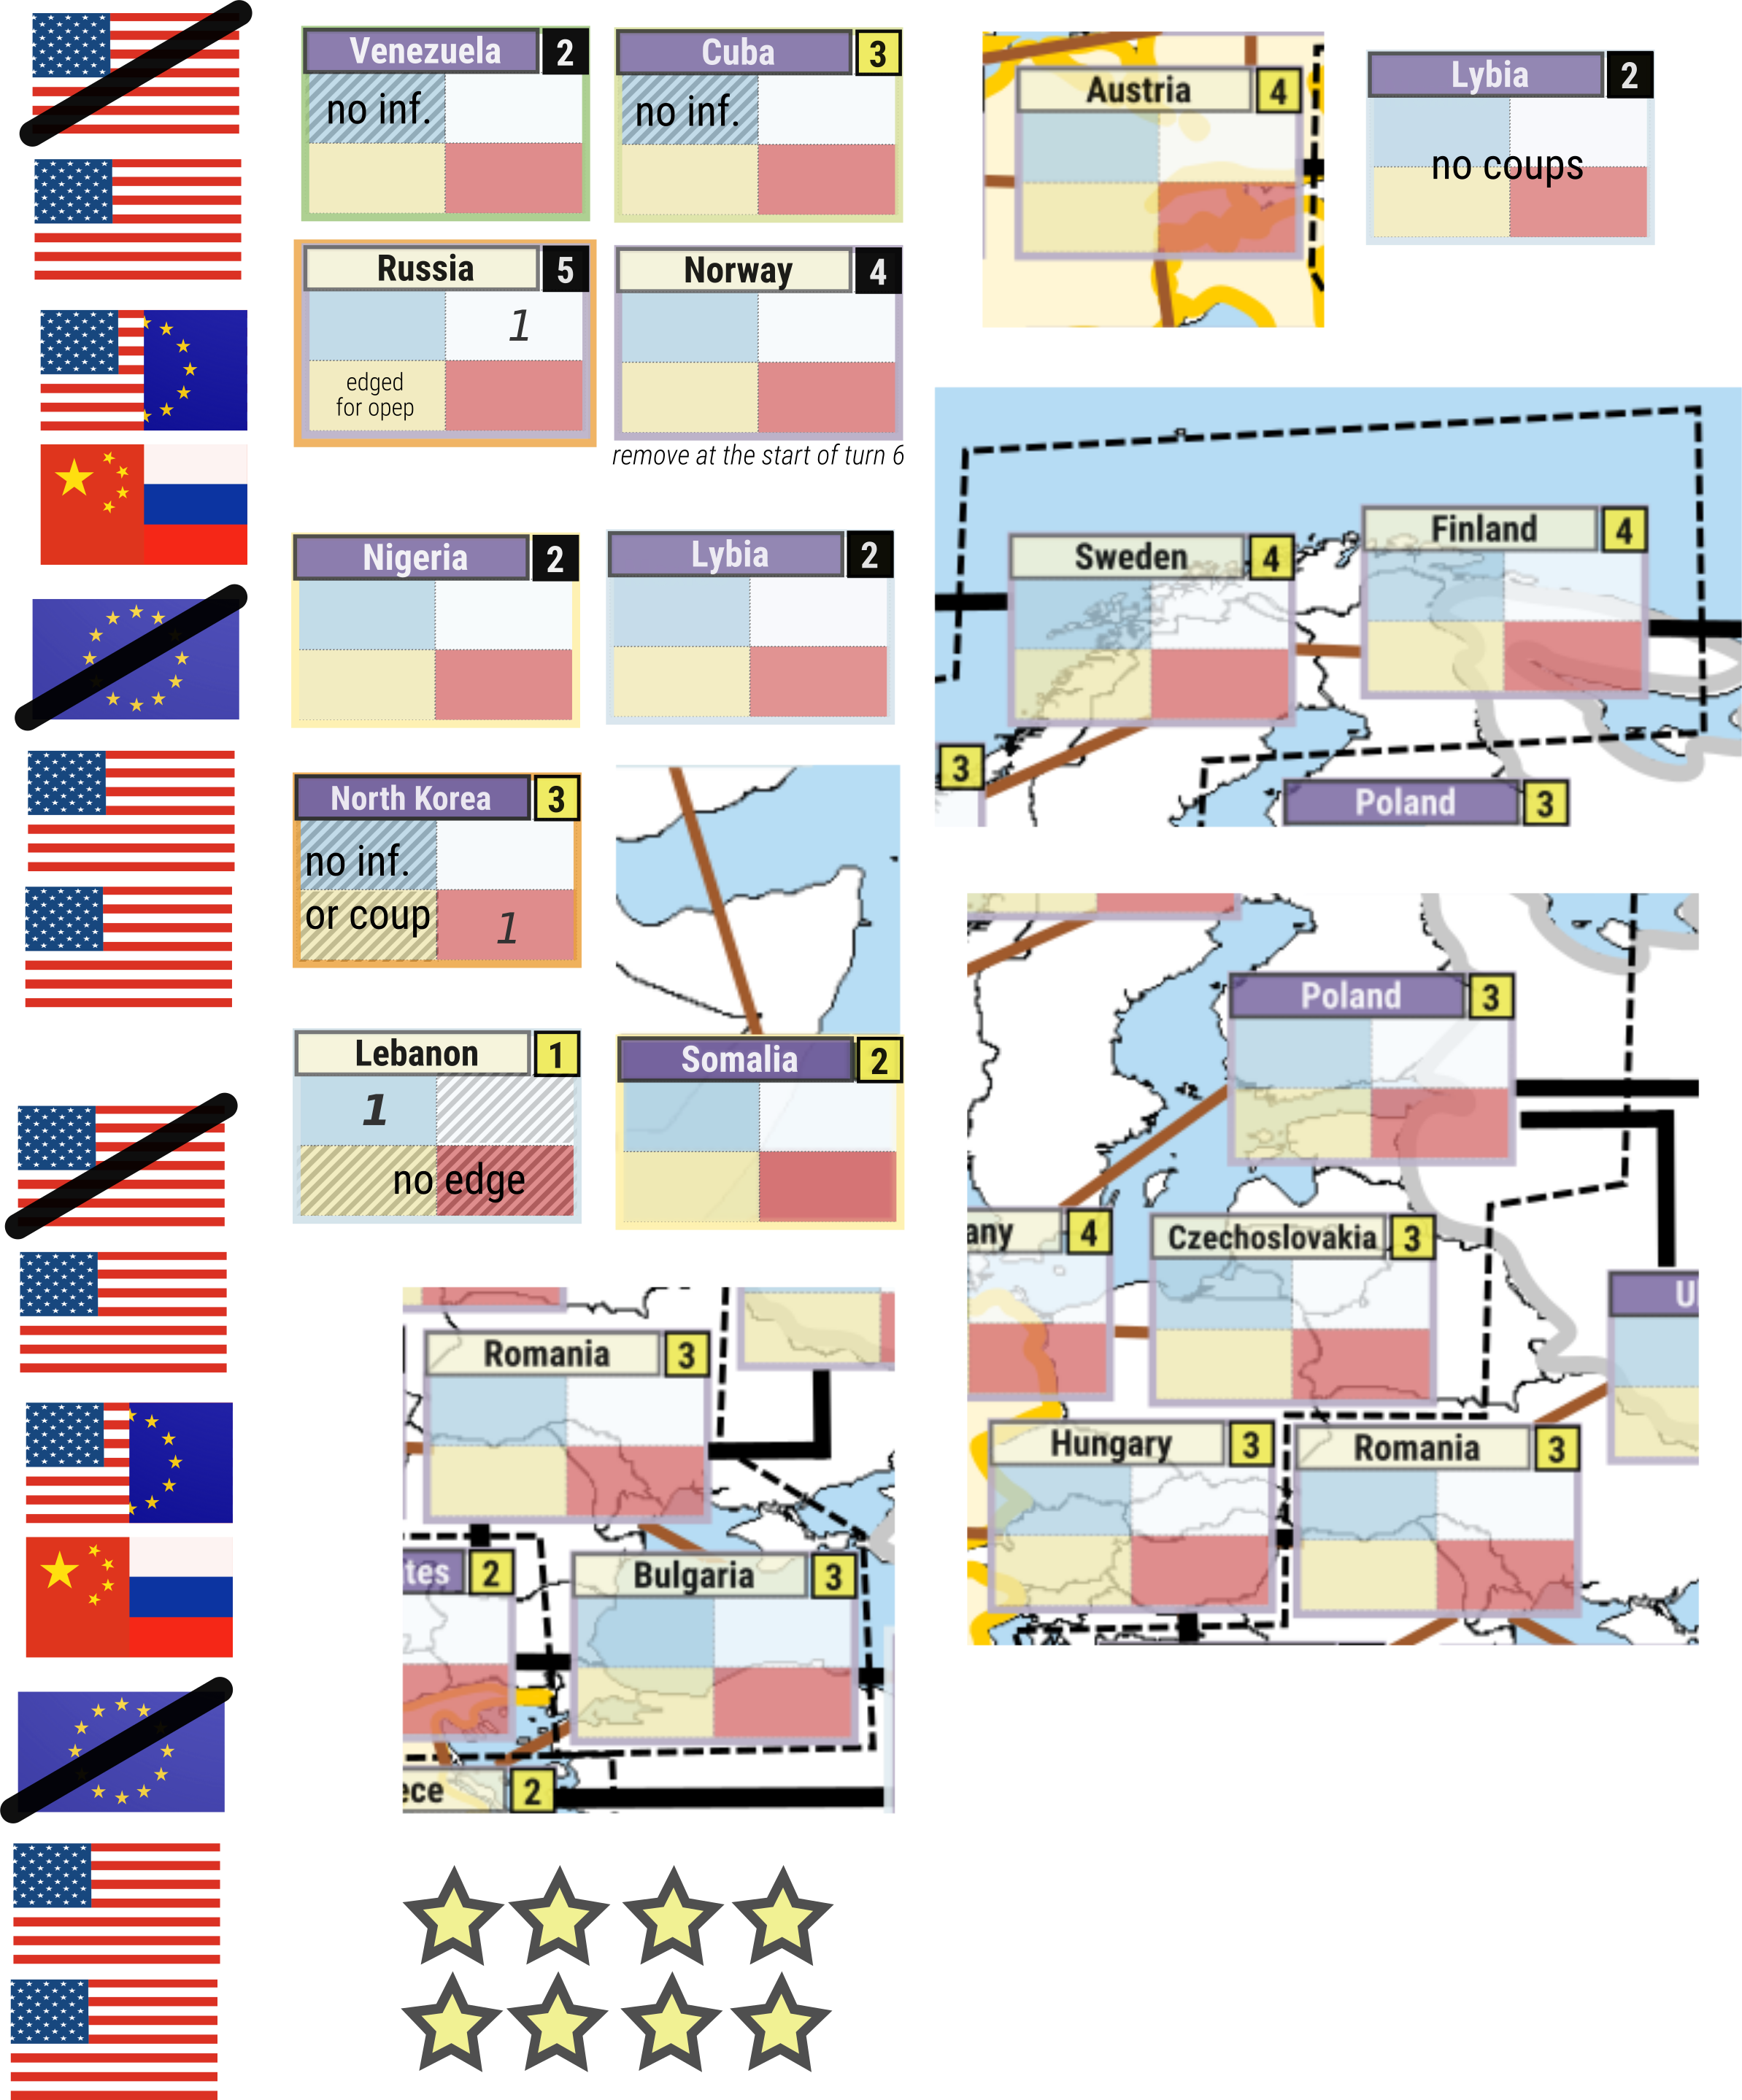 Venezuela 2
no inf.
Cuba 3
no inf.
Austria 4
Lybia 2
no coups
Russia 5
1
edged
for opep
Norway 4
remove at the start of turn 6
Sweden 4
Finland 4
3
Poland 3
Nigeria 2
Lybia 2
North Korea 3
no inf.
or coup 1
Lebanon 1
1
no edge
Somalia 2
Poland 3
any 4
Czechoslovakia 3
U
Hungary 3
Romania 3
Romania 3
tes 2
Bulgaria 3
ece 2